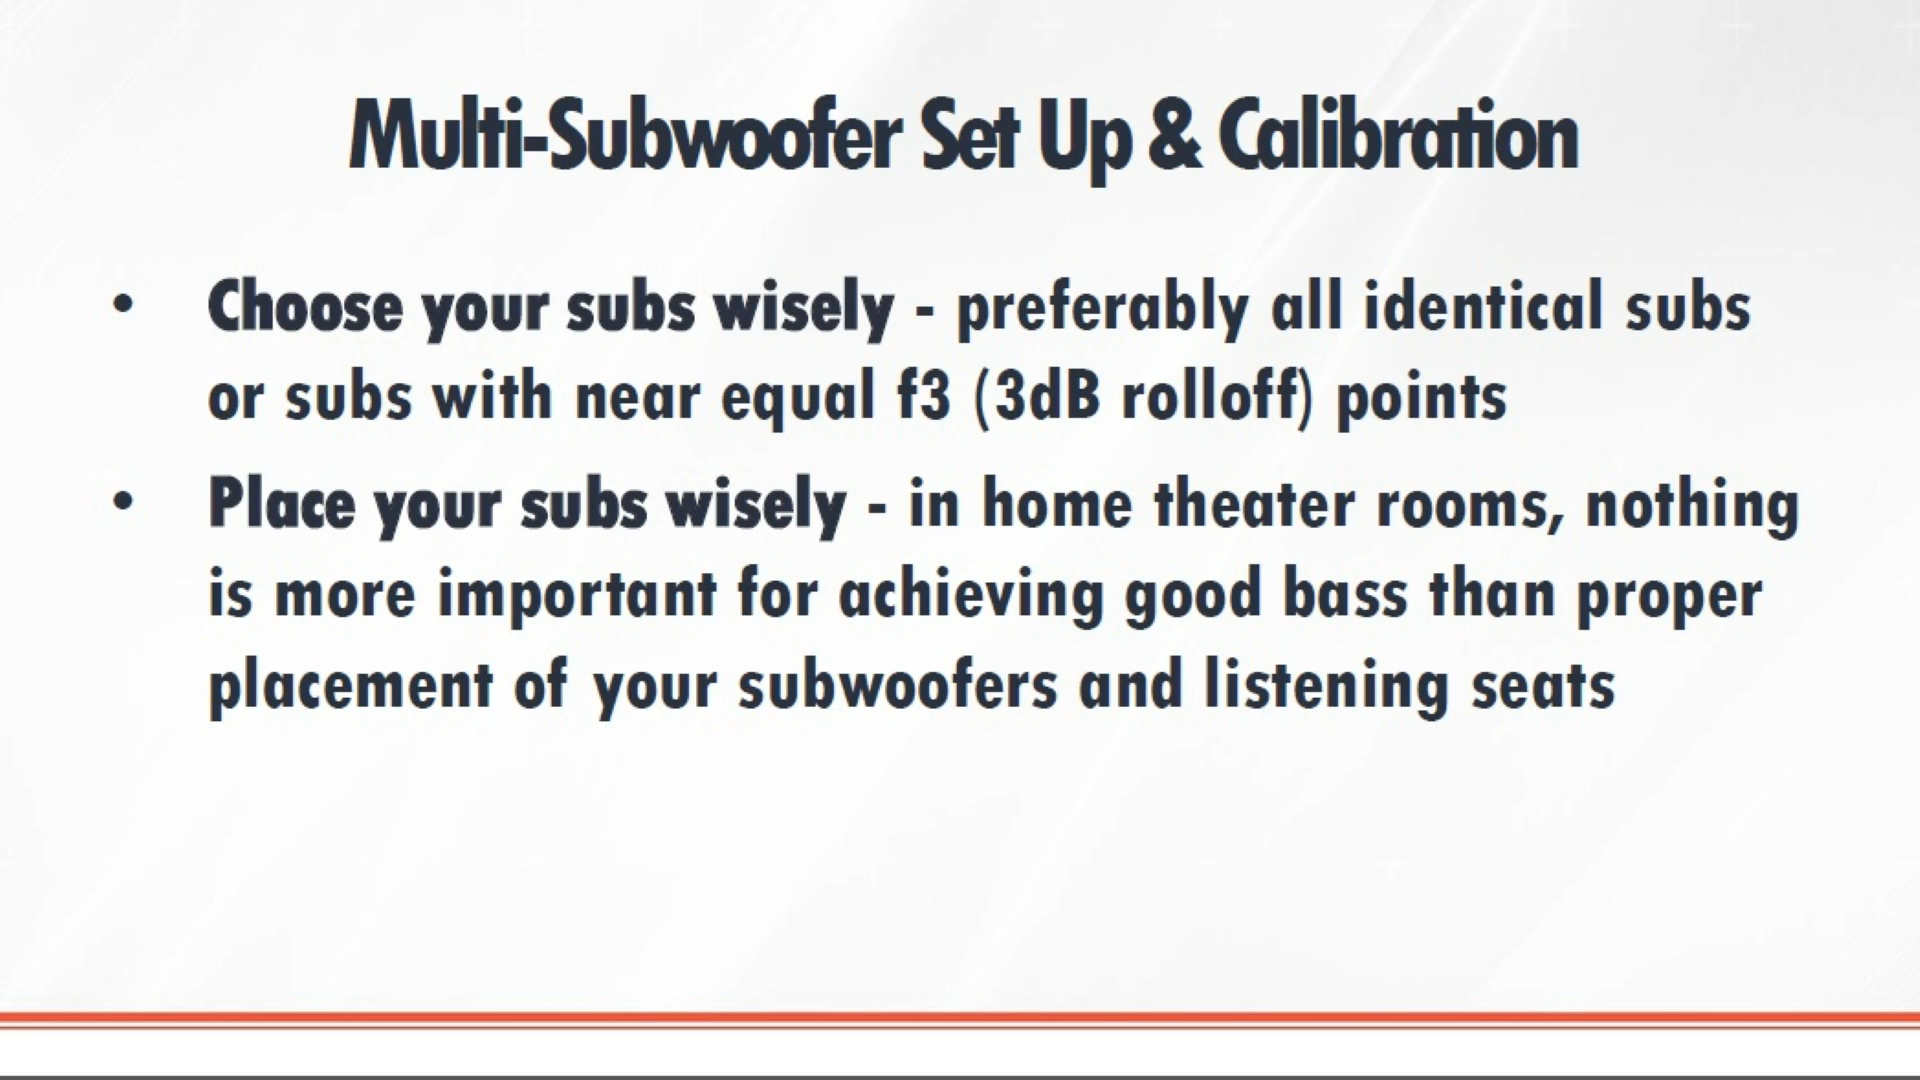 Multi-Subwoofer Set Up & Calibration
• Choose your subs wisely - preferably all identical subs
or subs with near equal f3 (3dB rolloff) points
• Place your subs wisely - in home theater rooms, nothing
is more important for achieving good bass than proper
placement of your subwoofers and listening seats